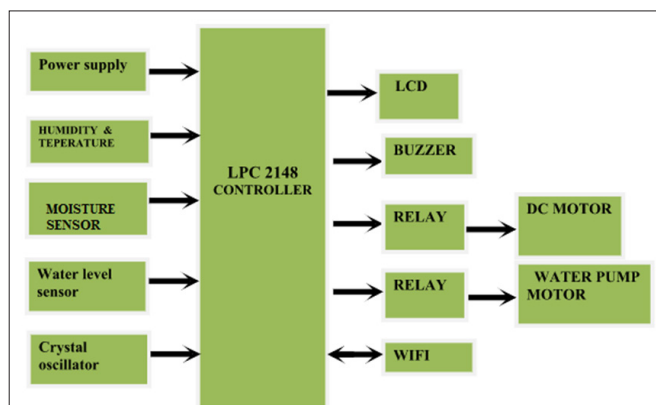 Power supply
HUMIDITY & 
TEPERATURE
MOISTURE
SENSOR
Water level
sensor
Crystal
oscillator
LPC 2148
CONTROLLER
LCD
BUZZER
RELAY
DC MOTOR
RELAY
WATER PUMP
MOTOR
WIFI